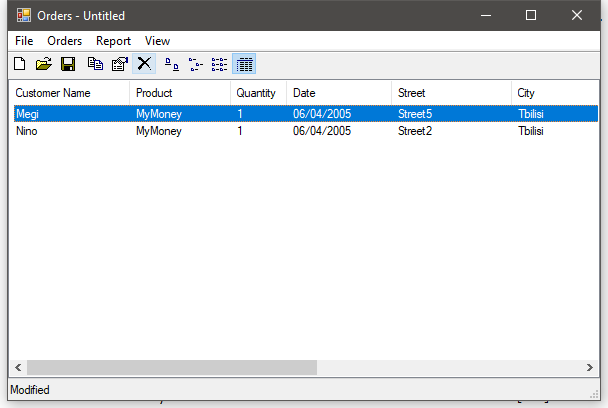 Orders - Untitled
File Orders Report View
Customer Name Product Quantity Date Street City
Megi MyMoney 1 06/04/2005 Street5 Tbilisi
Nino MyMoney 1 06/04/2005 Street2 Tbilisi
Modified